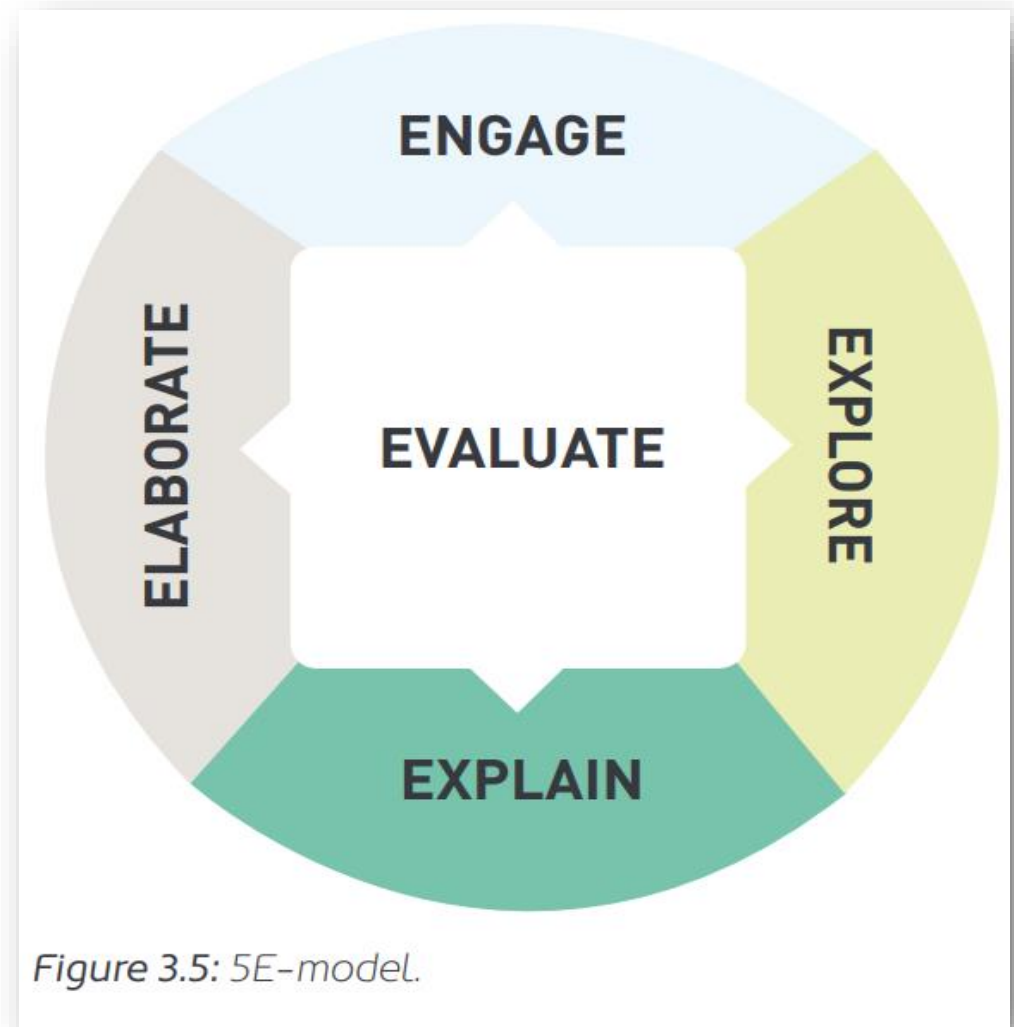 ENGAGE
EXPLORE
ELABORATE
EVALUATE
EXPLAIN
Figure 3.5: 5E-model.